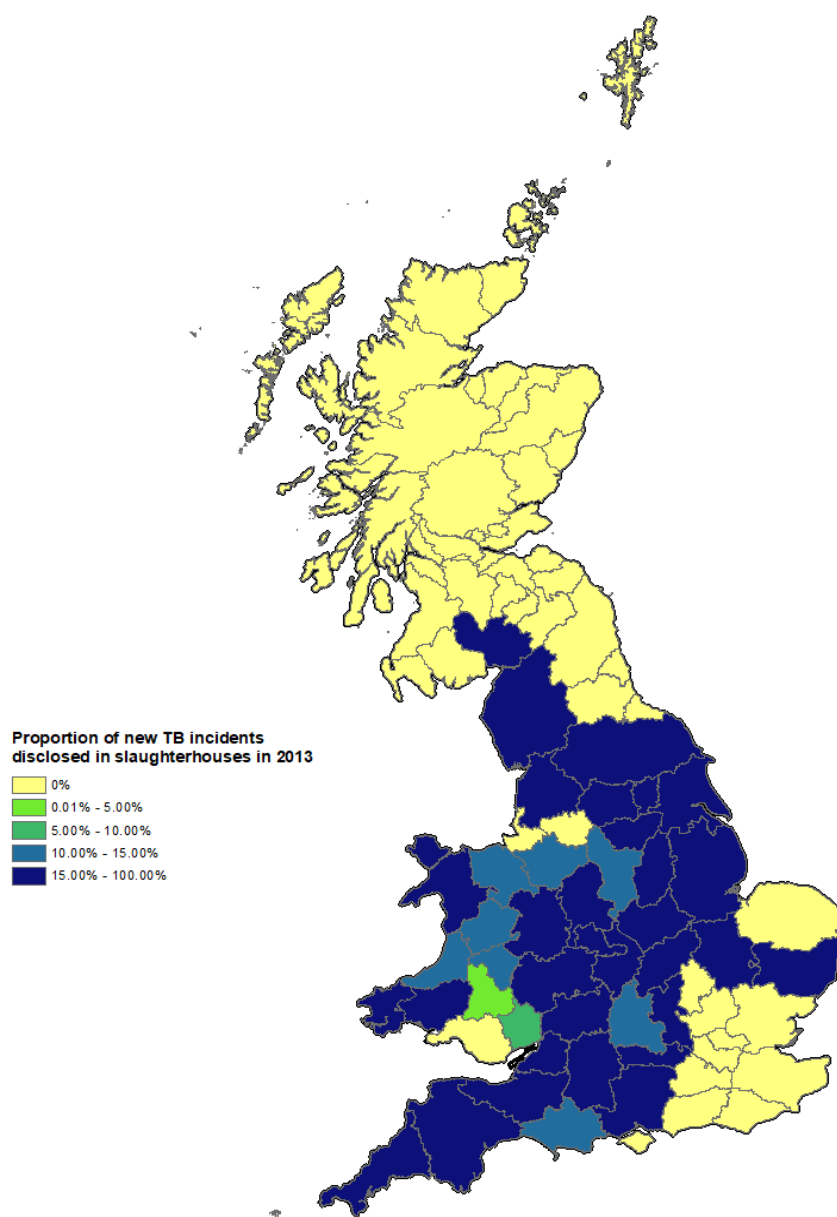 Proportion of new TB incidents
disclosed in slaughterhouses in 2013
0%
0.01% - 5.00%
5.00% - 10.00%
10.00% - 15.00%
15.00% - 100.00%